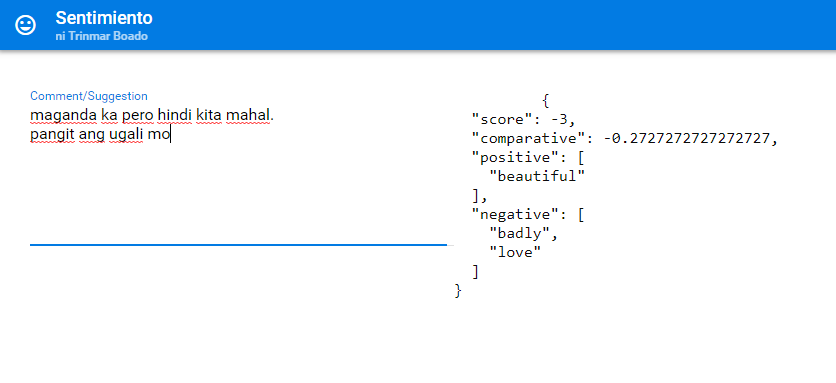 Sentimiento
ni Trinmar Boado
Comment/Suggestion
maganda ka pero hindi kita mahal.
pangit ang ugali mo
{
"score": -3,
"comparative": -0.2727272727272727,
"positive": [
"beautiful"
],
"negative": [
"badly",
"love"
]
}